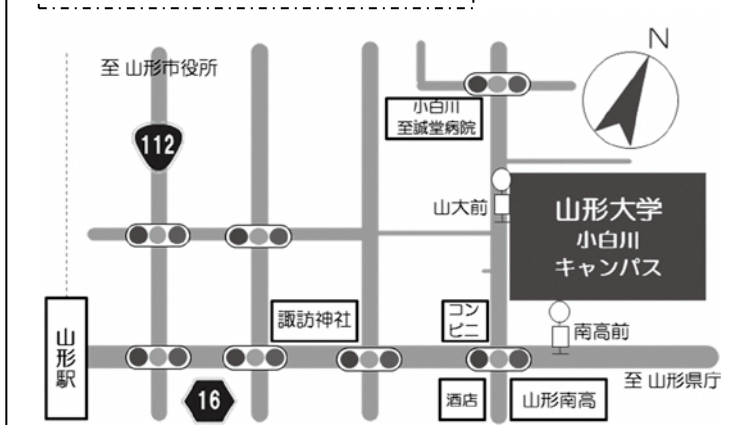 至 山形市役所
N
小白川
至誠堂病院
112
山大前
山形大学
小白川
キャンパス
諏訪神社
コン
ビニ
南高前
山形駅
至 山形県庁
16
酒店
山形南高